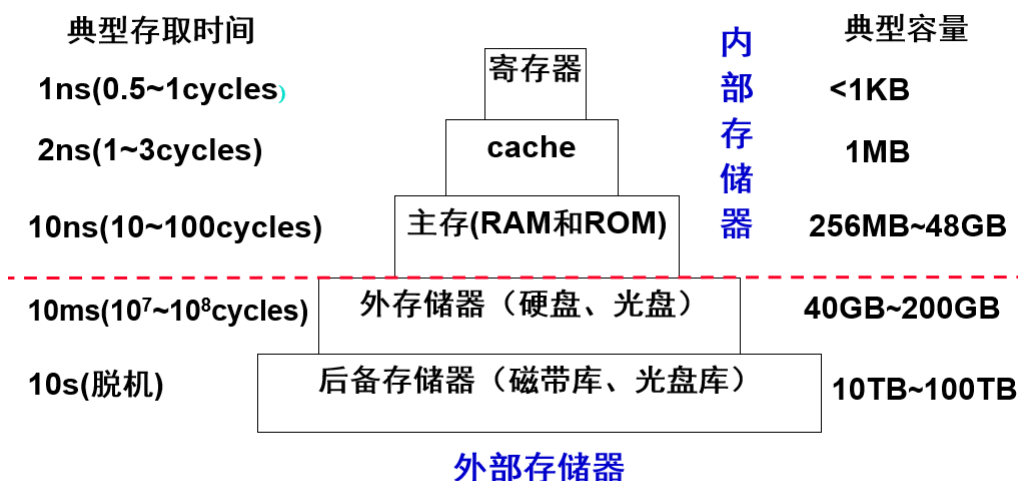 典型存取时间
典型容量
内部存储器
寄存器
1ns(0.5~1cycles)
<1KB
cache
2ns(1~3cycles)
1MB
主存(RAM和ROM)
10ns(10~100cycles)
256MB~48GB
外存储器（硬盘、光盘）
10ms(10⁷~10⁸cycles)
40GB~200GB
后备存储器（磁带库、光盘库）
10s(脱机)
10TB~100TB
外部存储器